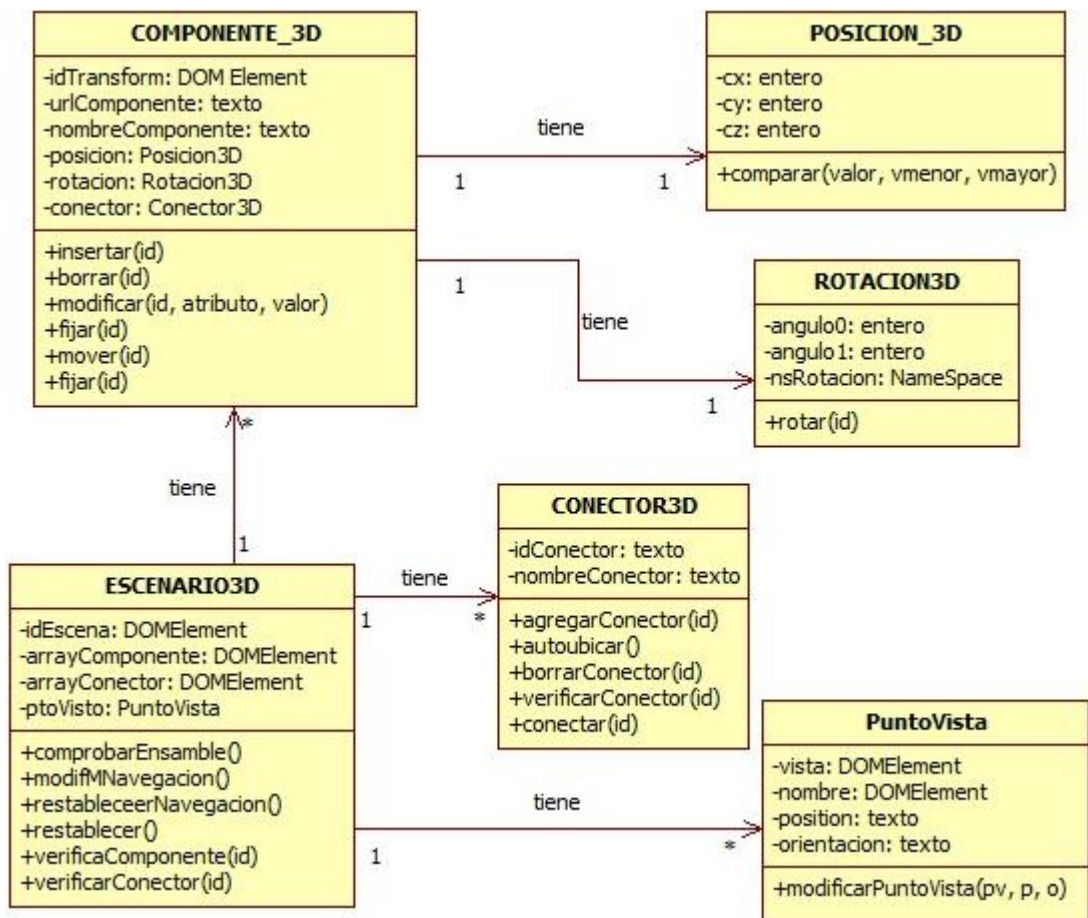 COMPONENTE_3D
-idTransform: DOM Element
-urlComponente: texto
-nombreComponente: texto
-posicion: Posicion3D
-rotacion: Rotacion3D
-conector: Conector3D
+insertar(id)
+borrar(id)
+modificar(id, atributo, valor)
+fijar(id)
+mover(id)
+fijar(id)
tiene
1
1
POSICION_3D
-cx: entero
-cy: entero
-cz: entero
+comparar(valor, vmenor, vmayor)
1
tiene
1
ROTACION3D
-angulo0: entero
-angulo1: entero
-nsRotacion: NameSpace
+rotar(id)
*
tiene
1
ESCENARIO3D
-idEscena: DOMElement
-arrayComponente: DOMElement
-arrayConector: DOMElement
-ptoVisto: PuntoVista
+comprobarEnsamble()
+modifMNavegacion()
+restableceerNavegacion()
+restablecer()
+verificaComponente(id)
+verificarConector(id)
tiene
1
*
CONECTOR3D
-idConector: texto
-nombreConector: texto
+agregarConector(id)
+autoubicar()
+borrarConector(id)
+verificarConector(id)
+conectar(id)
tiene
1
*
PuntoVista
-vista: DOMElement
-nombre: DOMElement
-position: texto
-orientacion: texto
+modificarPuntoVista(pv, p, o)